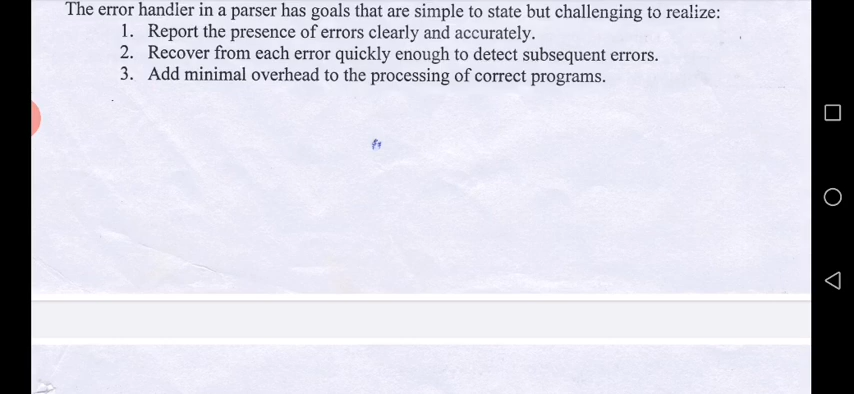 The error handler in a parser has goals that are simple to state but challenging to realize:
1. Report the presence of errors clearly and accurately.
2. Recover from each error quickly enough to detect subsequent errors.
3. Add minimal overhead to the processing of correct programs.